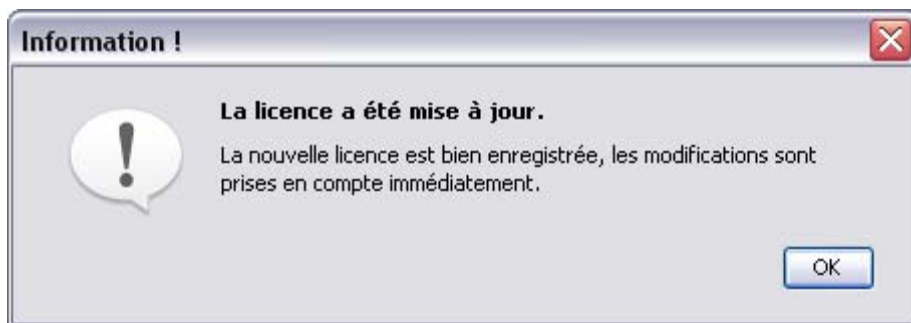 Information !
La licence a été mise à jour.
La nouvelle licence est bien enregistrée, les modifications sont
prises en compte immédiatement.
OK